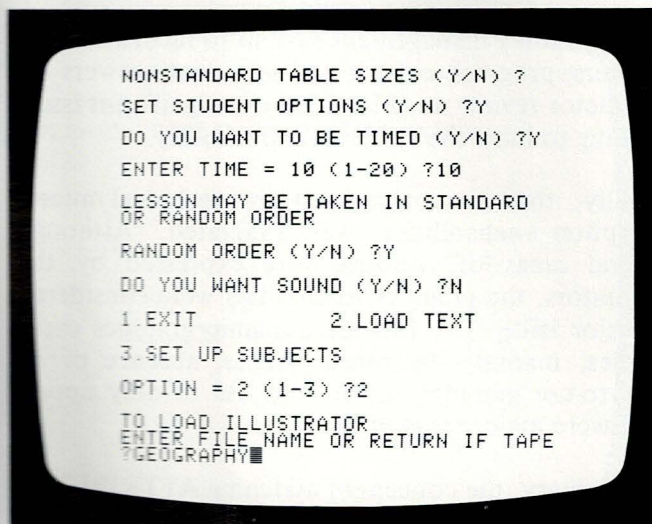 NONSTANDARD TABLE SIZES (Y/N) ?
SET STUDENT OPTIONS (Y/N) ?Y
DO YOU WANT TO BE TIMED (Y/N) ?Y
ENTER TIME = 10 (1-20) ?10
LESSON MAY BE TAKEN IN STANDARD
OR RANDOM ORDER
RANDOM ORDER (Y/N) ?Y
DO YOU WANT SOUND (Y/N) ?N
1.EXIT 2.LOAD TEXT
3.SET UP SUBJECTS
OPTION = 2 (1-3) ?2
TO LOAD ILLUSTRATOR
ENTER FILE NAME OR RETURN IF TAPE
?GEOGRAPHY